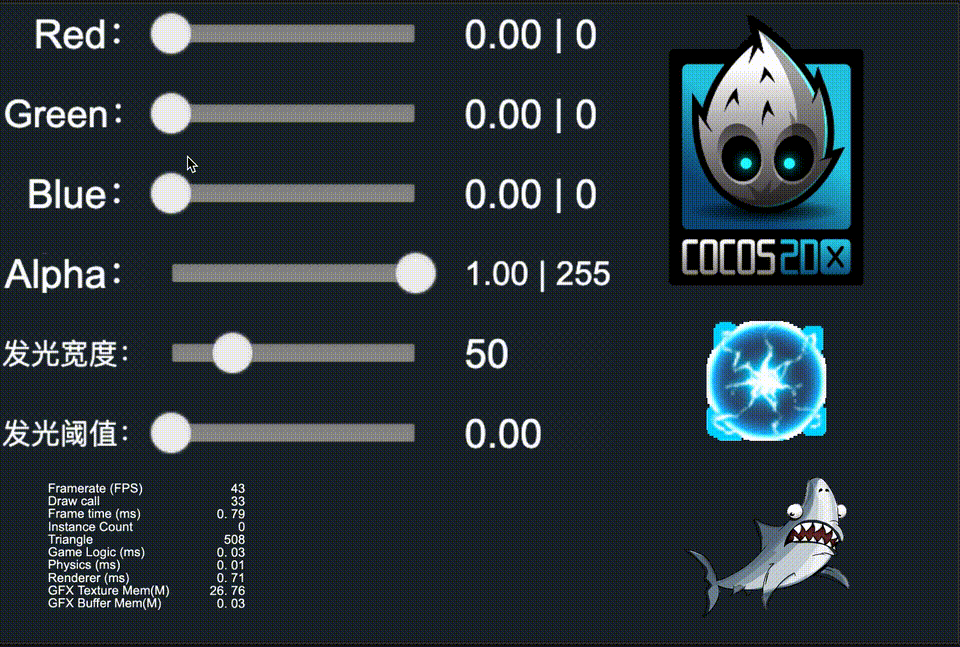 Red： 0.00 | 0
Green： 0.00 | 0
Blue： 0.00 | 0
Alpha： 1.00 | 255
发光宽度： 50
发光阈值： 0.00
COCOS2DX
Framerate (FPS) 43
Draw call 33
Frame time (ms) 0.79
Instance Count 0
Triangle 508
Game Logic (ms) 0.03
Physics (ms) 0.01
Renderer (ms) 0.71
GFX Texture Mem(M) 26.76
GFX Buffer Mem(M) 0.03